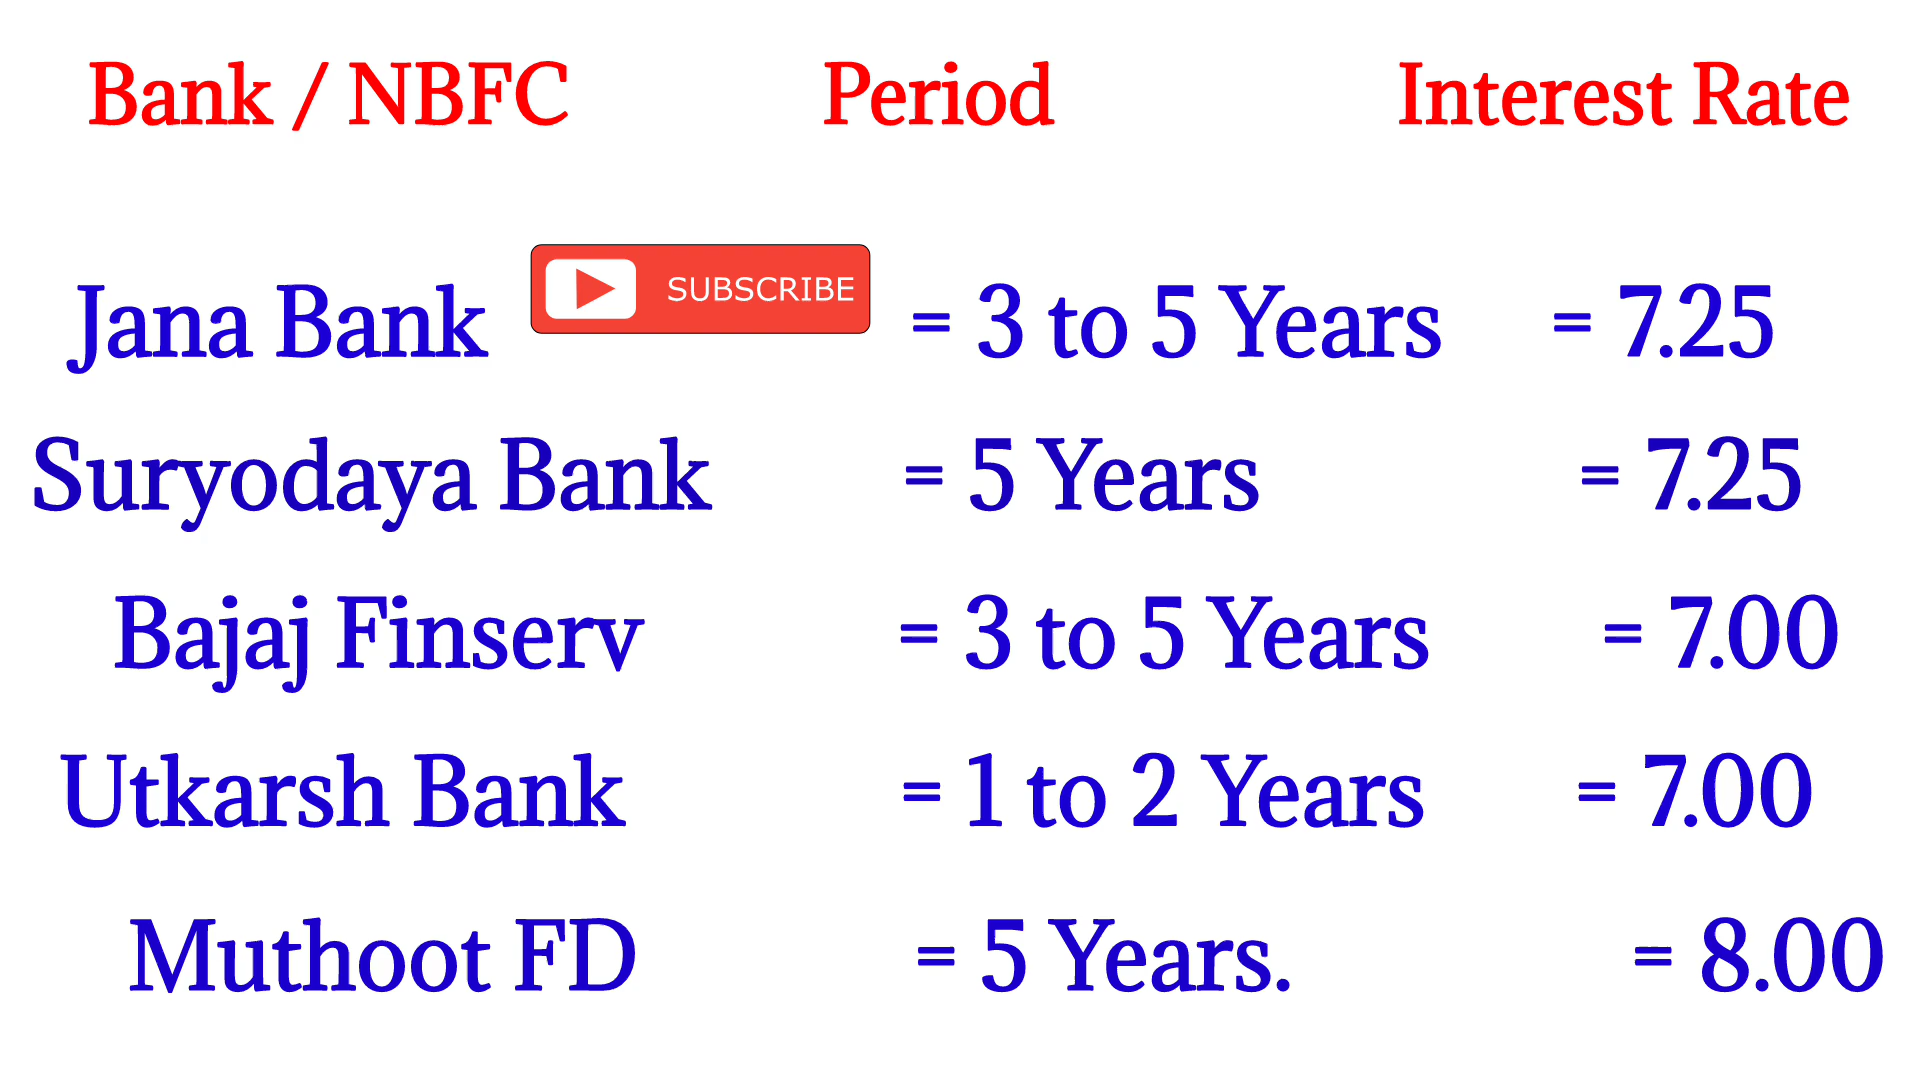 Bank / NBFC Period Interest Rate
SUBSCRIBE
Jana Bank = 3 to 5 Years = 7.25
Suryodaya Bank = 5 Years = 7.25
Bajaj Finserv = 3 to 5 Years = 7.00
Utkarsh Bank = 1 to 2 Years = 7.00
Muthoot FD = 5 Years. = 8.00